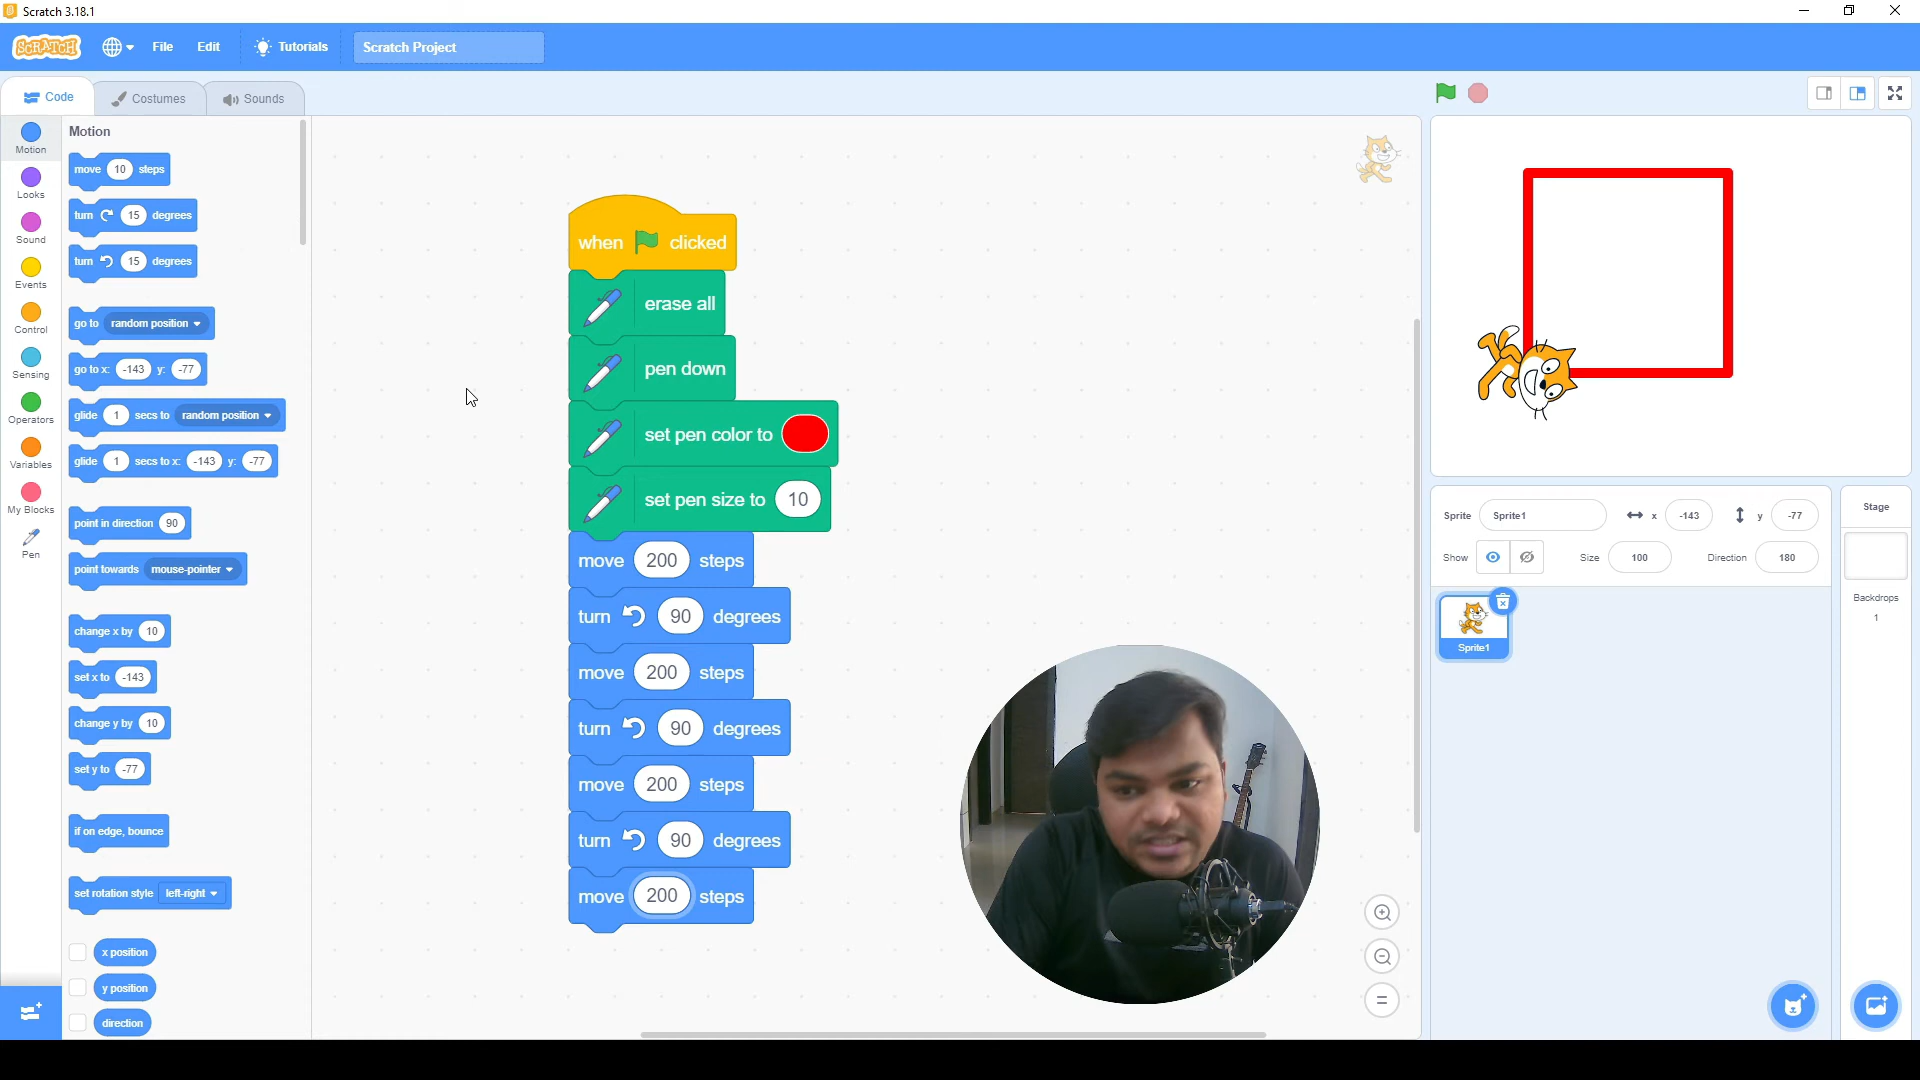 Scratch 3.18.1
SCRATCH
File
Edit
Tutorials
Scratch Project
Code
Costumes
Sounds
Motion
Looks
Sound
Events
Control
Sensing
Operators
Variables
My Blocks
Pen
Motion
move 10 steps
turn 15 degrees
turn 15 degrees
go to random position
go to x: -143 y: -77
glide 1 secs to random position
glide 1 secs to x: -143 y: -77
point in direction 90
point towards mouse-pointer
change x by 10
set x to -143
change y by 10
set y to -77
if on edge, bounce
set rotation style left-right
x position
y position
direction
when clicked
erase all
pen down
set pen color to
set pen size to 10
move 200 steps
turn 90 degrees
move 200 steps
turn 90 degrees
move 200 steps
turn 90 degrees
move 200 steps
Sprite Sprite1 x -143 y -77
Show Size 100 Direction 180
Sprite1
Stage
Backdrops
1